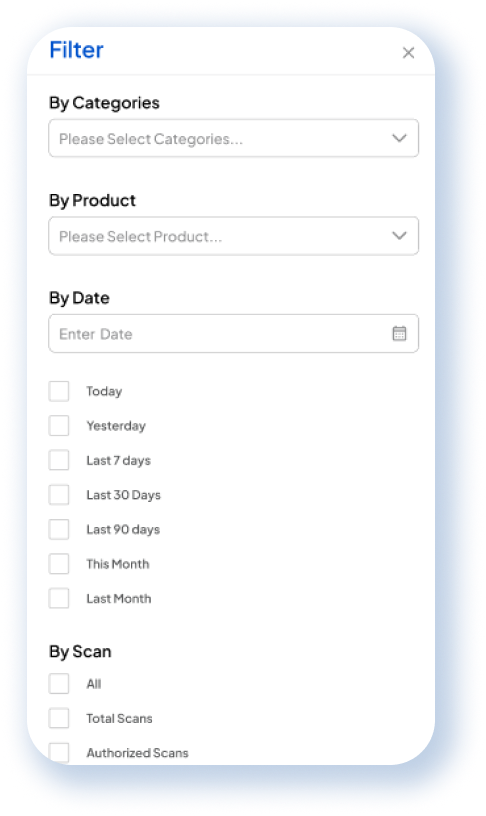 Filter
By Categories
Please Select Categories...
By Product
Please Select Product...
By Date
Enter Date
Today
Yesterday
Last 7 days
Last 30 Days
Last 90 days
This Month
Last Month
By Scan
All
Total Scans
Authorized Scans